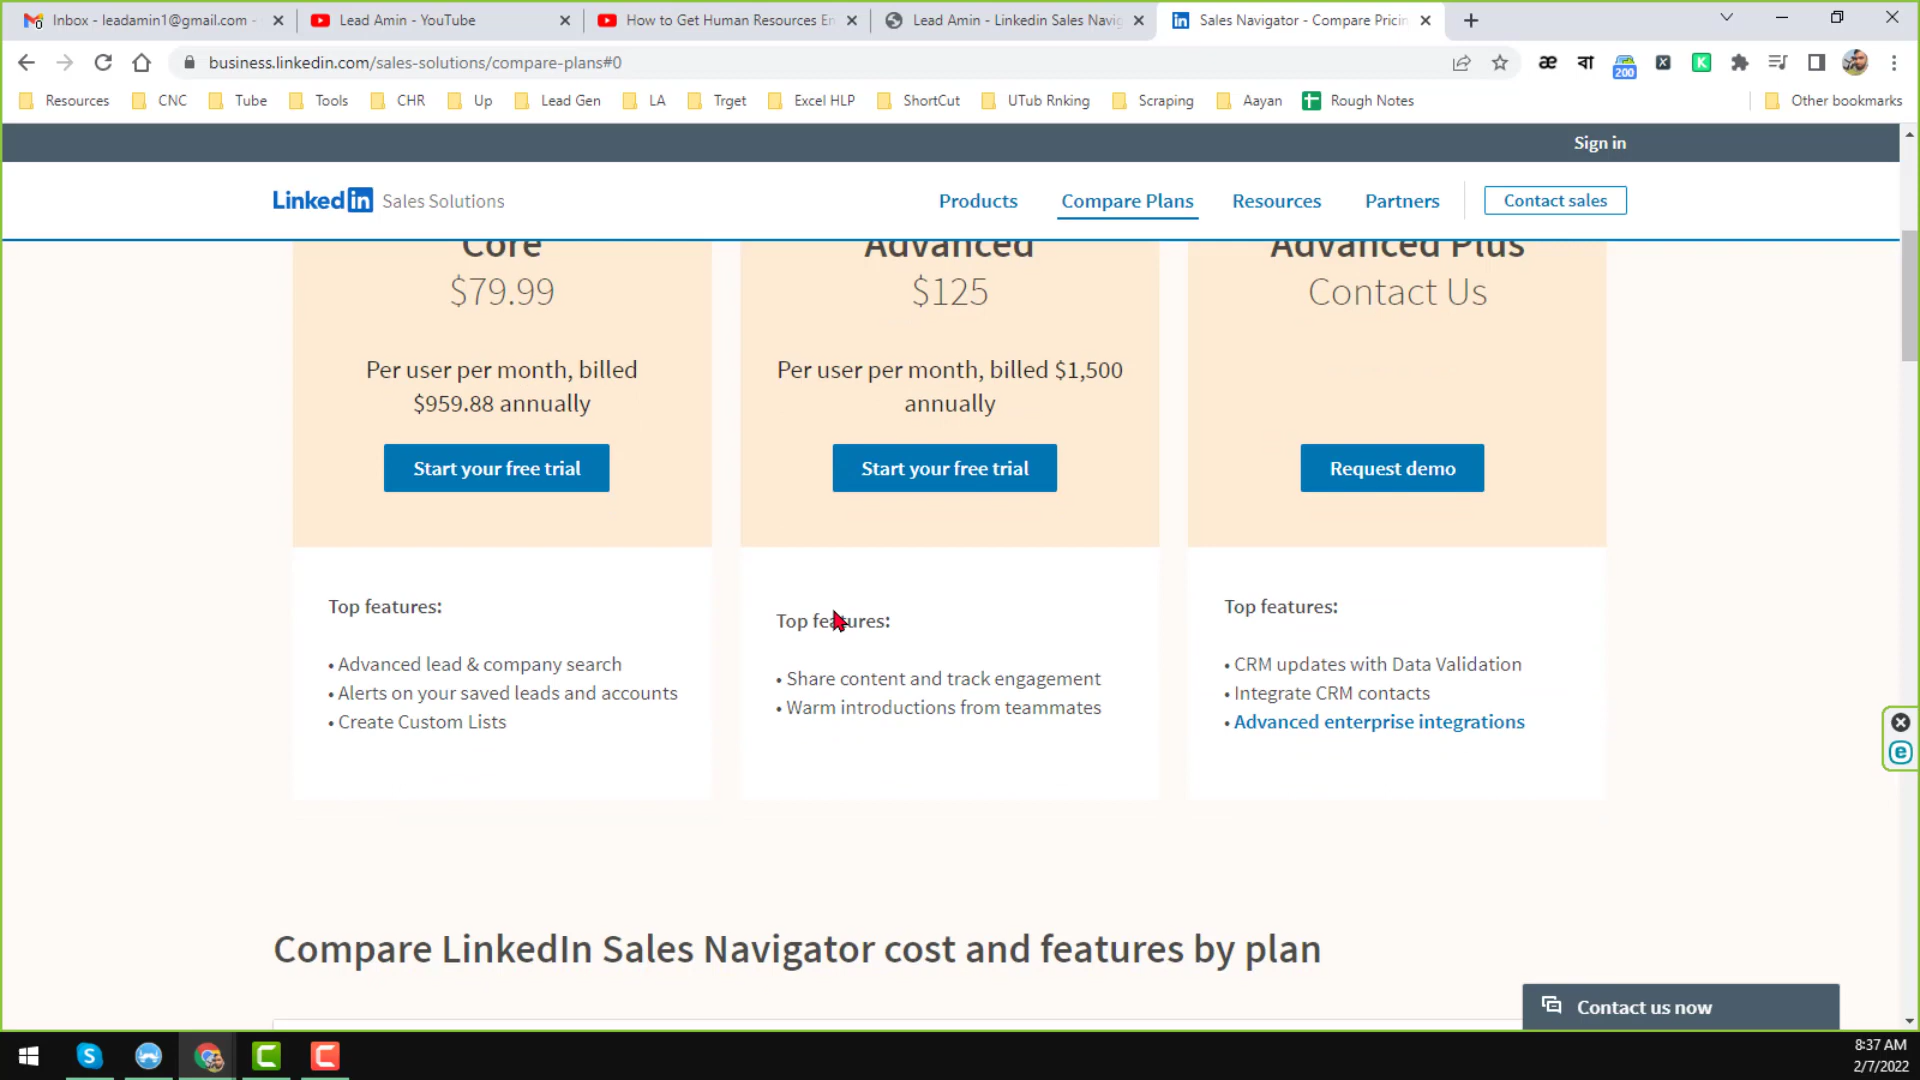 Inbox - leadamin1@gmail.com -
Lead Amin - YouTube
How to Get Human Resources En
Lead Amin - Linkedin Sales Navig
Sales Navigator - Compare Pricin
business.linkedin.com/sales-solutions/compare-plans#0
æ
বা
200
X
K
Resources
CNC
Tube
Tools
CHR
Up
Lead Gen
LA
Trget
Excel HLP
ShortCut
UTub Rnking
Scraping
Aayan
Rough Notes
Other bookmarks
Sign in
Linked in Sales Solutions
Products
Compare Plans
Resources
Partners
Contact sales
Core
$79.99
Per user per month, billed
$959.88 annually
Start your free trial
Top features:
• Advanced lead & company search
• Alerts on your saved leads and accounts
• Create Custom Lists
Advanced
$125
Per user per month, billed $1,500
annually
Start your free trial
Top features:
• Share content and track engagement
• Warm introductions from teammates
Advanced Plus
Contact Us
Request demo
Top features:
• CRM updates with Data Validation
• Integrate CRM contacts
• Advanced enterprise integrations
Compare LinkedIn Sales Navigator cost and features by plan
Contact us now
8:37 AM
2/7/2022